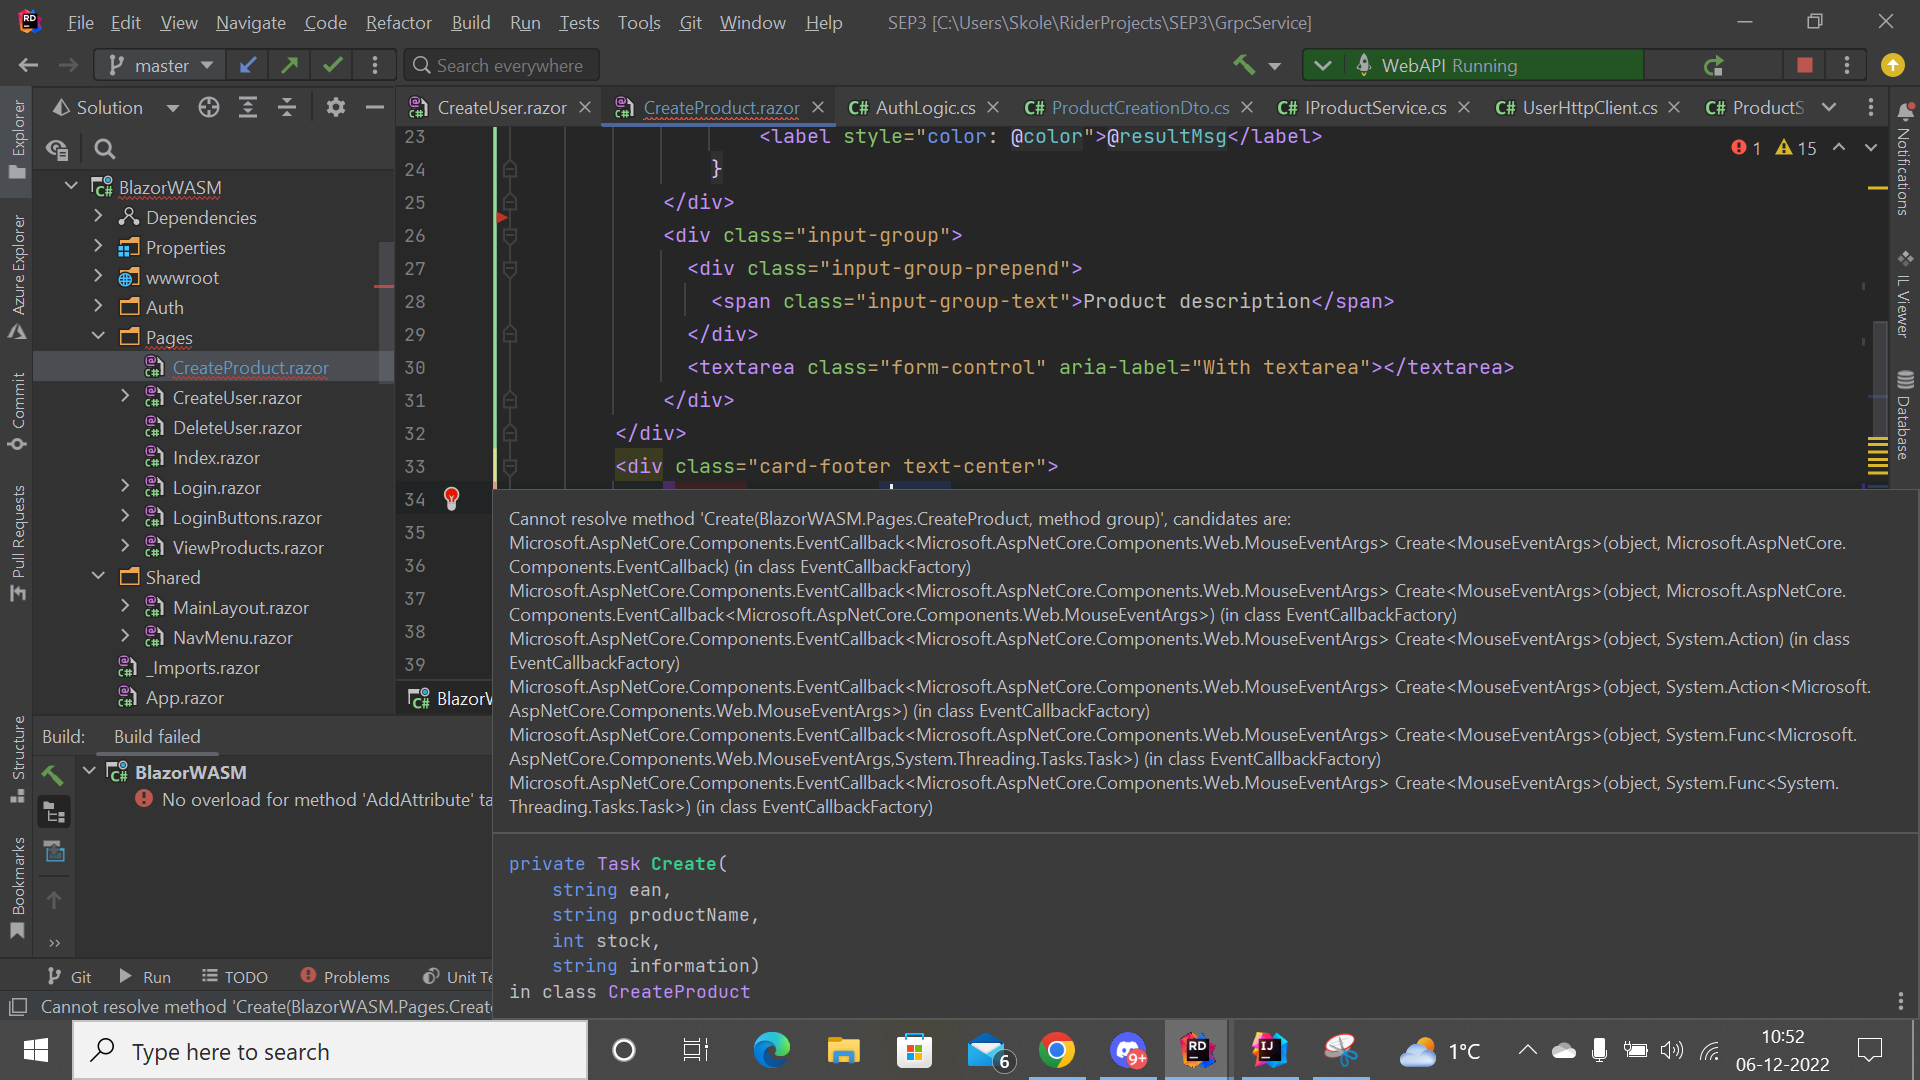 File Edit View Navigate Code Refactor Build Run Tests Tools Git Window Help SEP3 [C:\Users\Skole\RiderProjects\SEP3\GrpcService]
master Search everywhere WebAPI Running
Solution
CreateUser.razor CreateProduct.razor C# AuthLogic.cs C# ProductCreationDto.cs C# IProductService.cs C# UserHttpClient.cs C# ProductS
Explorer
Azure Explorer
Commit
Pull Requests
Structure
Bookmarks
BlazorWASM
Dependencies
Properties
wwwroot
Auth
Pages
CreateProduct.razor
CreateUser.razor
DeleteUser.razor
Index.razor
Login.razor
LoginButtons.razor
ViewProducts.razor
Shared
MainLayout.razor
NavMenu.razor
_Imports.razor
App.razor
1 15
23 <label style="color: @color">@resultMsg</label>
24 }
25 </div>
26 <div class="input-group">
27 <div class="input-group-prepend">
28 <span class="input-group-text">Product description</span>
29 </div>
30 <textarea class="form-control" aria-label="With textarea"></textarea>
31 </div>
32 </div>
33 <div class="card-footer text-center">
34
35
36
37
38
39
BlazorW
Notifications
IL Viewer
Database
Cannot resolve method 'Create(BlazorWASM.Pages.CreateProduct, method group)', candidates are:
Microsoft.AspNetCore.Components.EventCallback<Microsoft.AspNetCore.Components.Web.MouseEventArgs> Create<MouseEventArgs>(object, Microsoft.AspNetCore.
Components.EventCallback) (in class EventCallbackFactory)
Microsoft.AspNetCore.Components.EventCallback<Microsoft.AspNetCore.Components.Web.MouseEventArgs> Create<MouseEventArgs>(object, Microsoft.AspNetCore.
Components.EventCallback<Microsoft.AspNetCore.Components.Web.MouseEventArgs>) (in class EventCallbackFactory)
Microsoft.AspNetCore.Components.EventCallback<Microsoft.AspNetCore.Components.Web.MouseEventArgs> Create<MouseEventArgs>(object, System.Action) (in class
EventCallbackFactory)
Microsoft.AspNetCore.Components.EventCallback<Microsoft.AspNetCore.Components.Web.MouseEventArgs> Create<MouseEventArgs>(object, System.Action<Microsoft.
AspNetCore.Components.Web.MouseEventArgs>) (in class EventCallbackFactory)
Microsoft.AspNetCore.Components.EventCallback<Microsoft.AspNetCore.Components.Web.MouseEventArgs> Create<MouseEventArgs>(object, System.Func<Microsoft.
AspNetCore.Components.Web.MouseEventArgs,System.Threading.Tasks.Task>) (in class EventCallbackFactory)
Microsoft.AspNetCore.Components.EventCallback<Microsoft.AspNetCore.Components.Web.MouseEventArgs> Create<MouseEventArgs>(object, System.Func<System.
Threading.Tasks.Task>) (in class EventCallbackFactory)
private Task Create(
string ean,
string productName,
int stock,
string information)
in class CreateProduct
Build: Build failed
BlazorWASM
No overload for method 'AddAttribute' ta
Git Run TODO Problems Unit Te
Cannot resolve method 'Create(BlazorWASM.Pages.Creat
Type here to search
6
9+
RD
IJ
1°C
10:52
06-12-2022